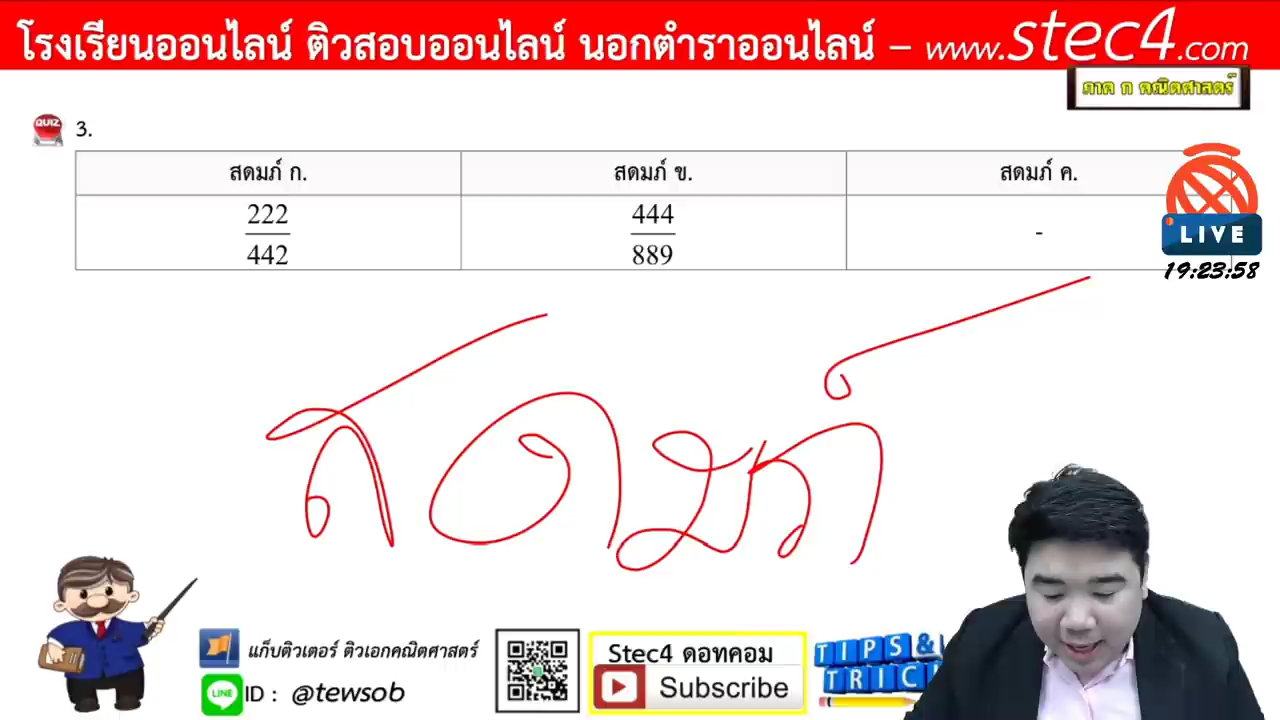 โรงเรียนออนไลน์ ติวสอบออนไลน์ นอกตำราออนไลน์ – www.stec4.com
ภาค ก คณิตศาสตร์
QUIZ 3.
สดมภ์ ก. สดมภ์ ข. สดมภ์ ค.
222 444
442 889 -
LIVE
19:23:58
สดมภ์
แก็บติวเตอร์ ติวเอกคณิตศาสตร์
LINE ID : @tewsob
Stec4 ดอทคอม
Subscribe
TIPS &
TRIC